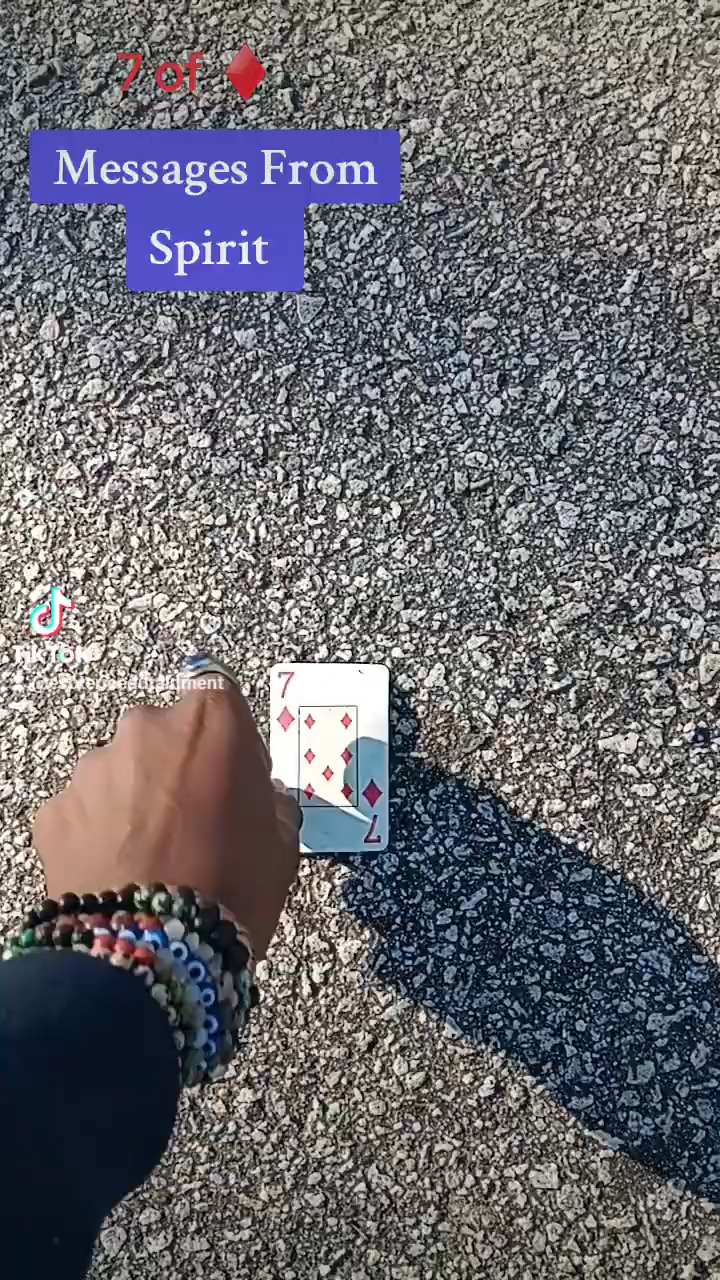 7 of ♦
Messages From
Spirit
TikTok
7
7